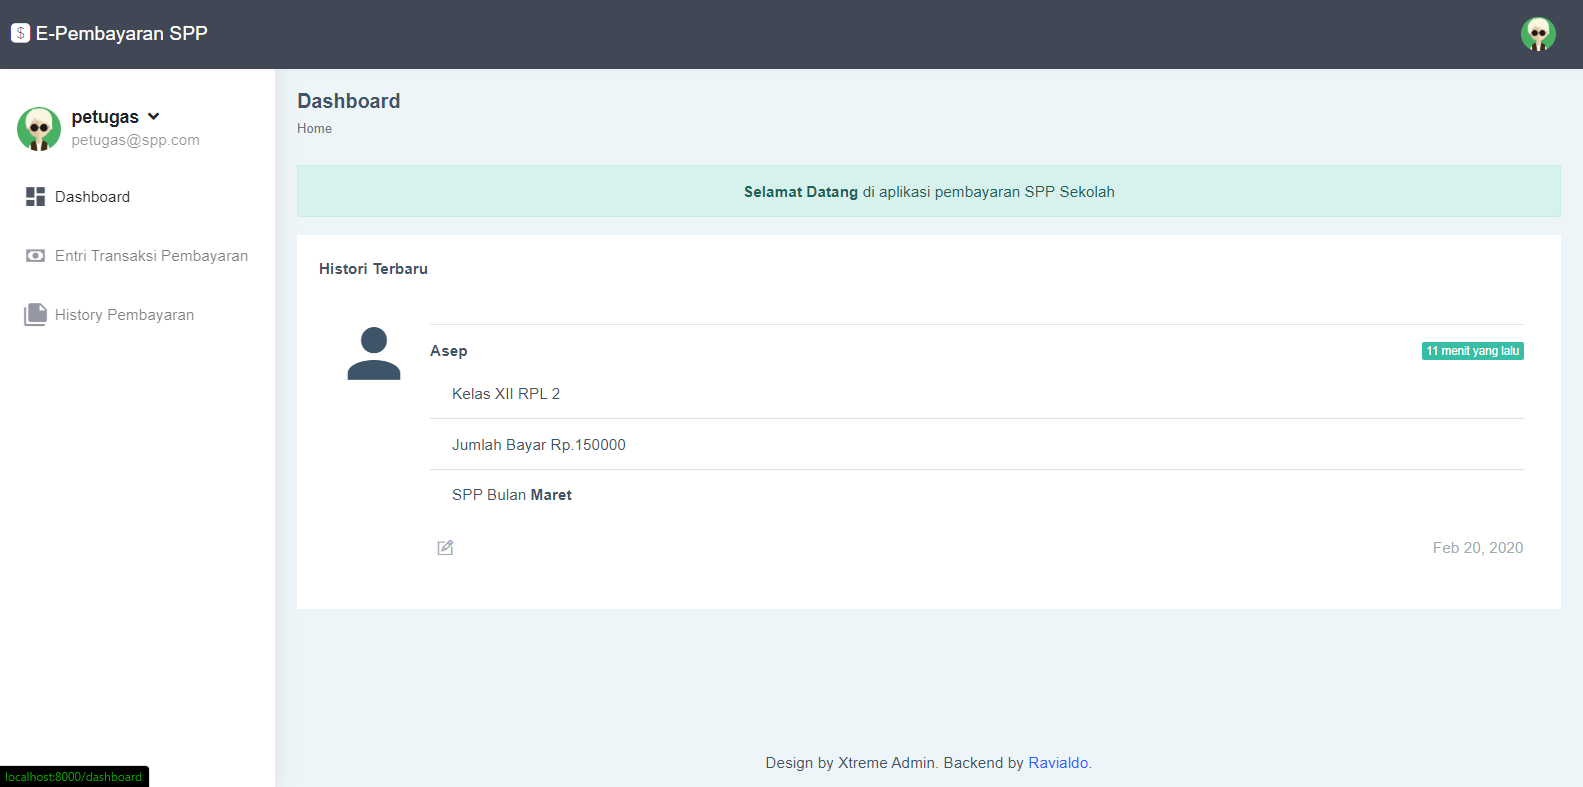 $ E-Pembayaran SPP
petugas
petugas@spp.com
Dashboard
Entri Transaksi Pembayaran
History Pembayaran
Dashboard
Home
Selamat Datang di aplikasi pembayaran SPP Sekolah
Histori Terbaru
Asep
11 menit yang lalu
Kelas XII RPL 2
Jumlah Bayar Rp.150000
SPP Bulan Maret
Feb 20, 2020
Design by Xtreme Admin. Backend by Ravialdo.
localhost:8000/dashboard